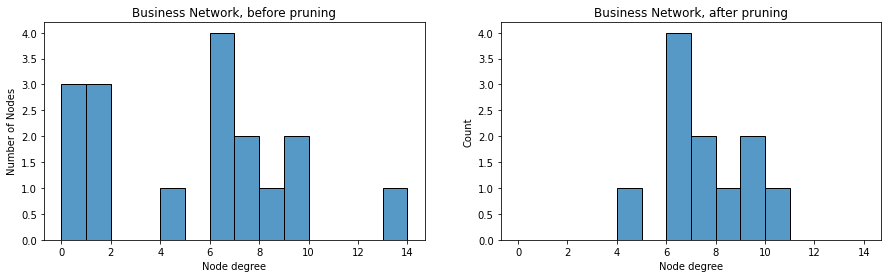 Business Network, before pruning
Number of Nodes
4.0
3.5
3.0
2.5
2.0
1.5
1.0
0.5
0.0
0 2 4 6 8 10 12 14
Node degree
Business Network, after pruning
Count
4.0
3.5
3.0
2.5
2.0
1.5
1.0
0.5
0.0
0 2 4 6 8 10 12 14
Node degree